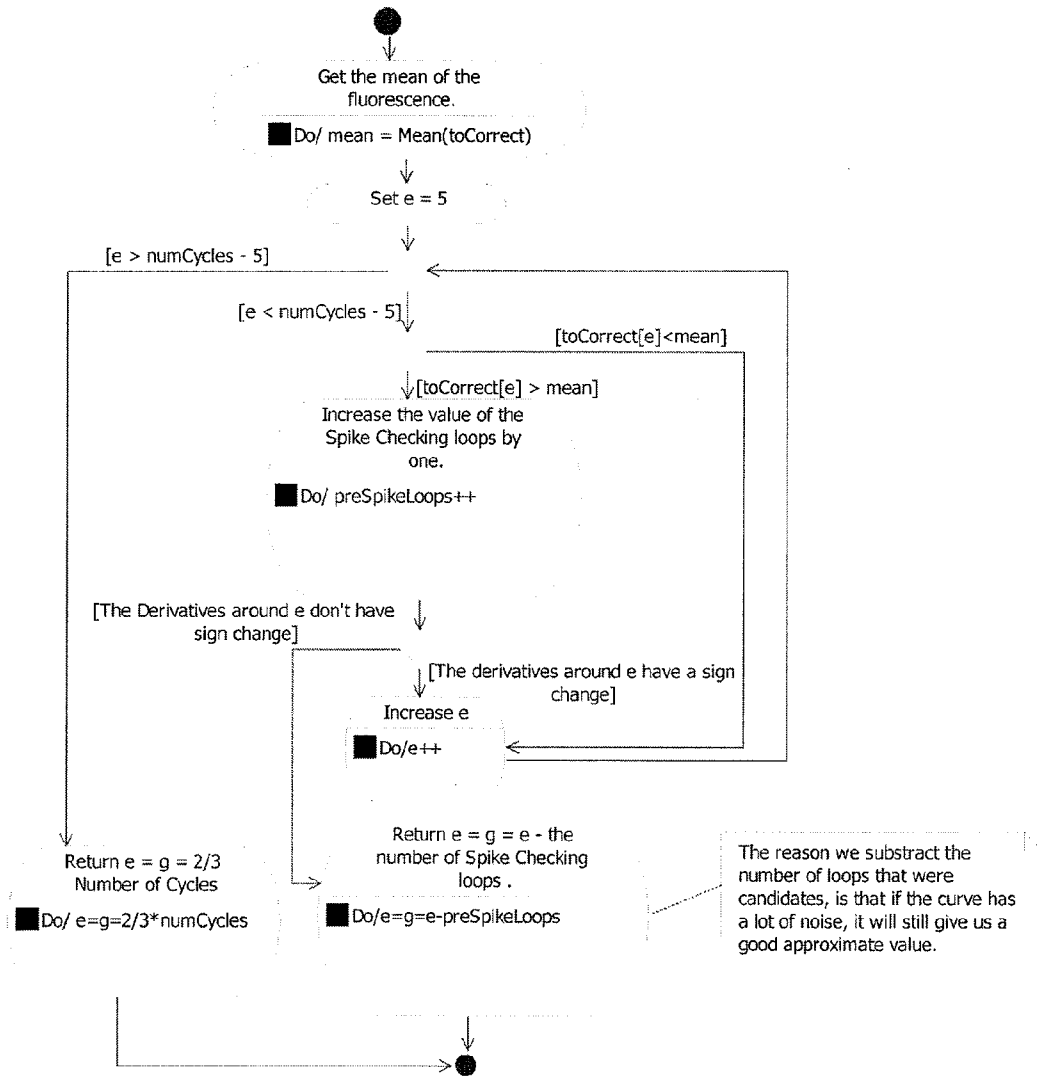 Get the mean of the
fluorescence.
Do/ mean = Mean(toCorrect)
Set e = 5
[e > numCycles - 5]
[e < numCycles - 5]
[toCorrect[e]<mean]
[toCorrect[e] > mean]
Increase the value of the
Spike Checking loops by
one.
Do/ preSpikeLoops++
[The Derivatives around e don't have
sign change]
[The derivatives around e have a sign
change]
Increase e
Do/e++
Return e = g = 2/3
Number of Cycles
Do/ e=g=2/3*numCycles
Return e = g = e - the
number of Spike Checking
loops .
Do/e=g=e-preSpikeLoops
The reason we substract the
number of loops that were
candidates, is that if the curve has
a lot of noise, it will still give us a
good approximate value.